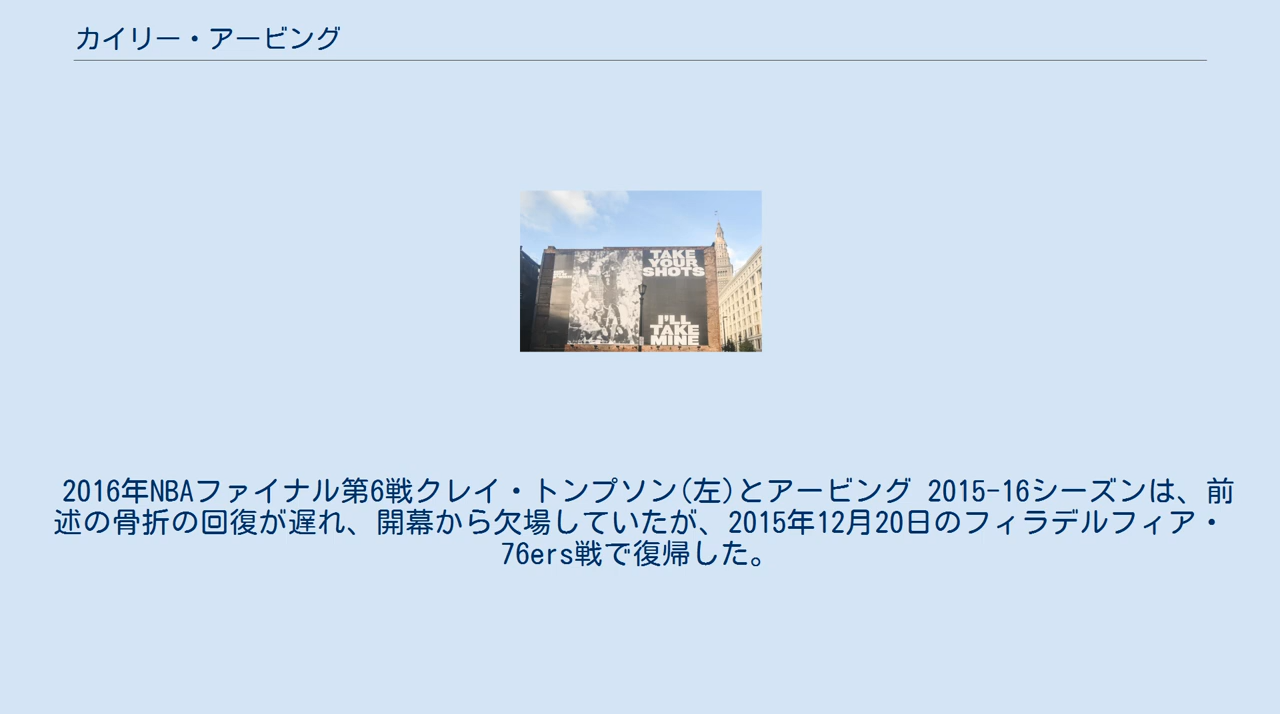 カイリー・アービング
TAKE
YOUR
SHOTS
I'LL
TAKE
MINE
2016年NBAファイナル第6戦クレイ・トンプソン(左)とアービング 2015-16シーズンは、前
述の骨折の回復が遅れ、開幕から欠場していたが、2015年12月20日のフィラデルフィア・
76ers戦で復帰した。